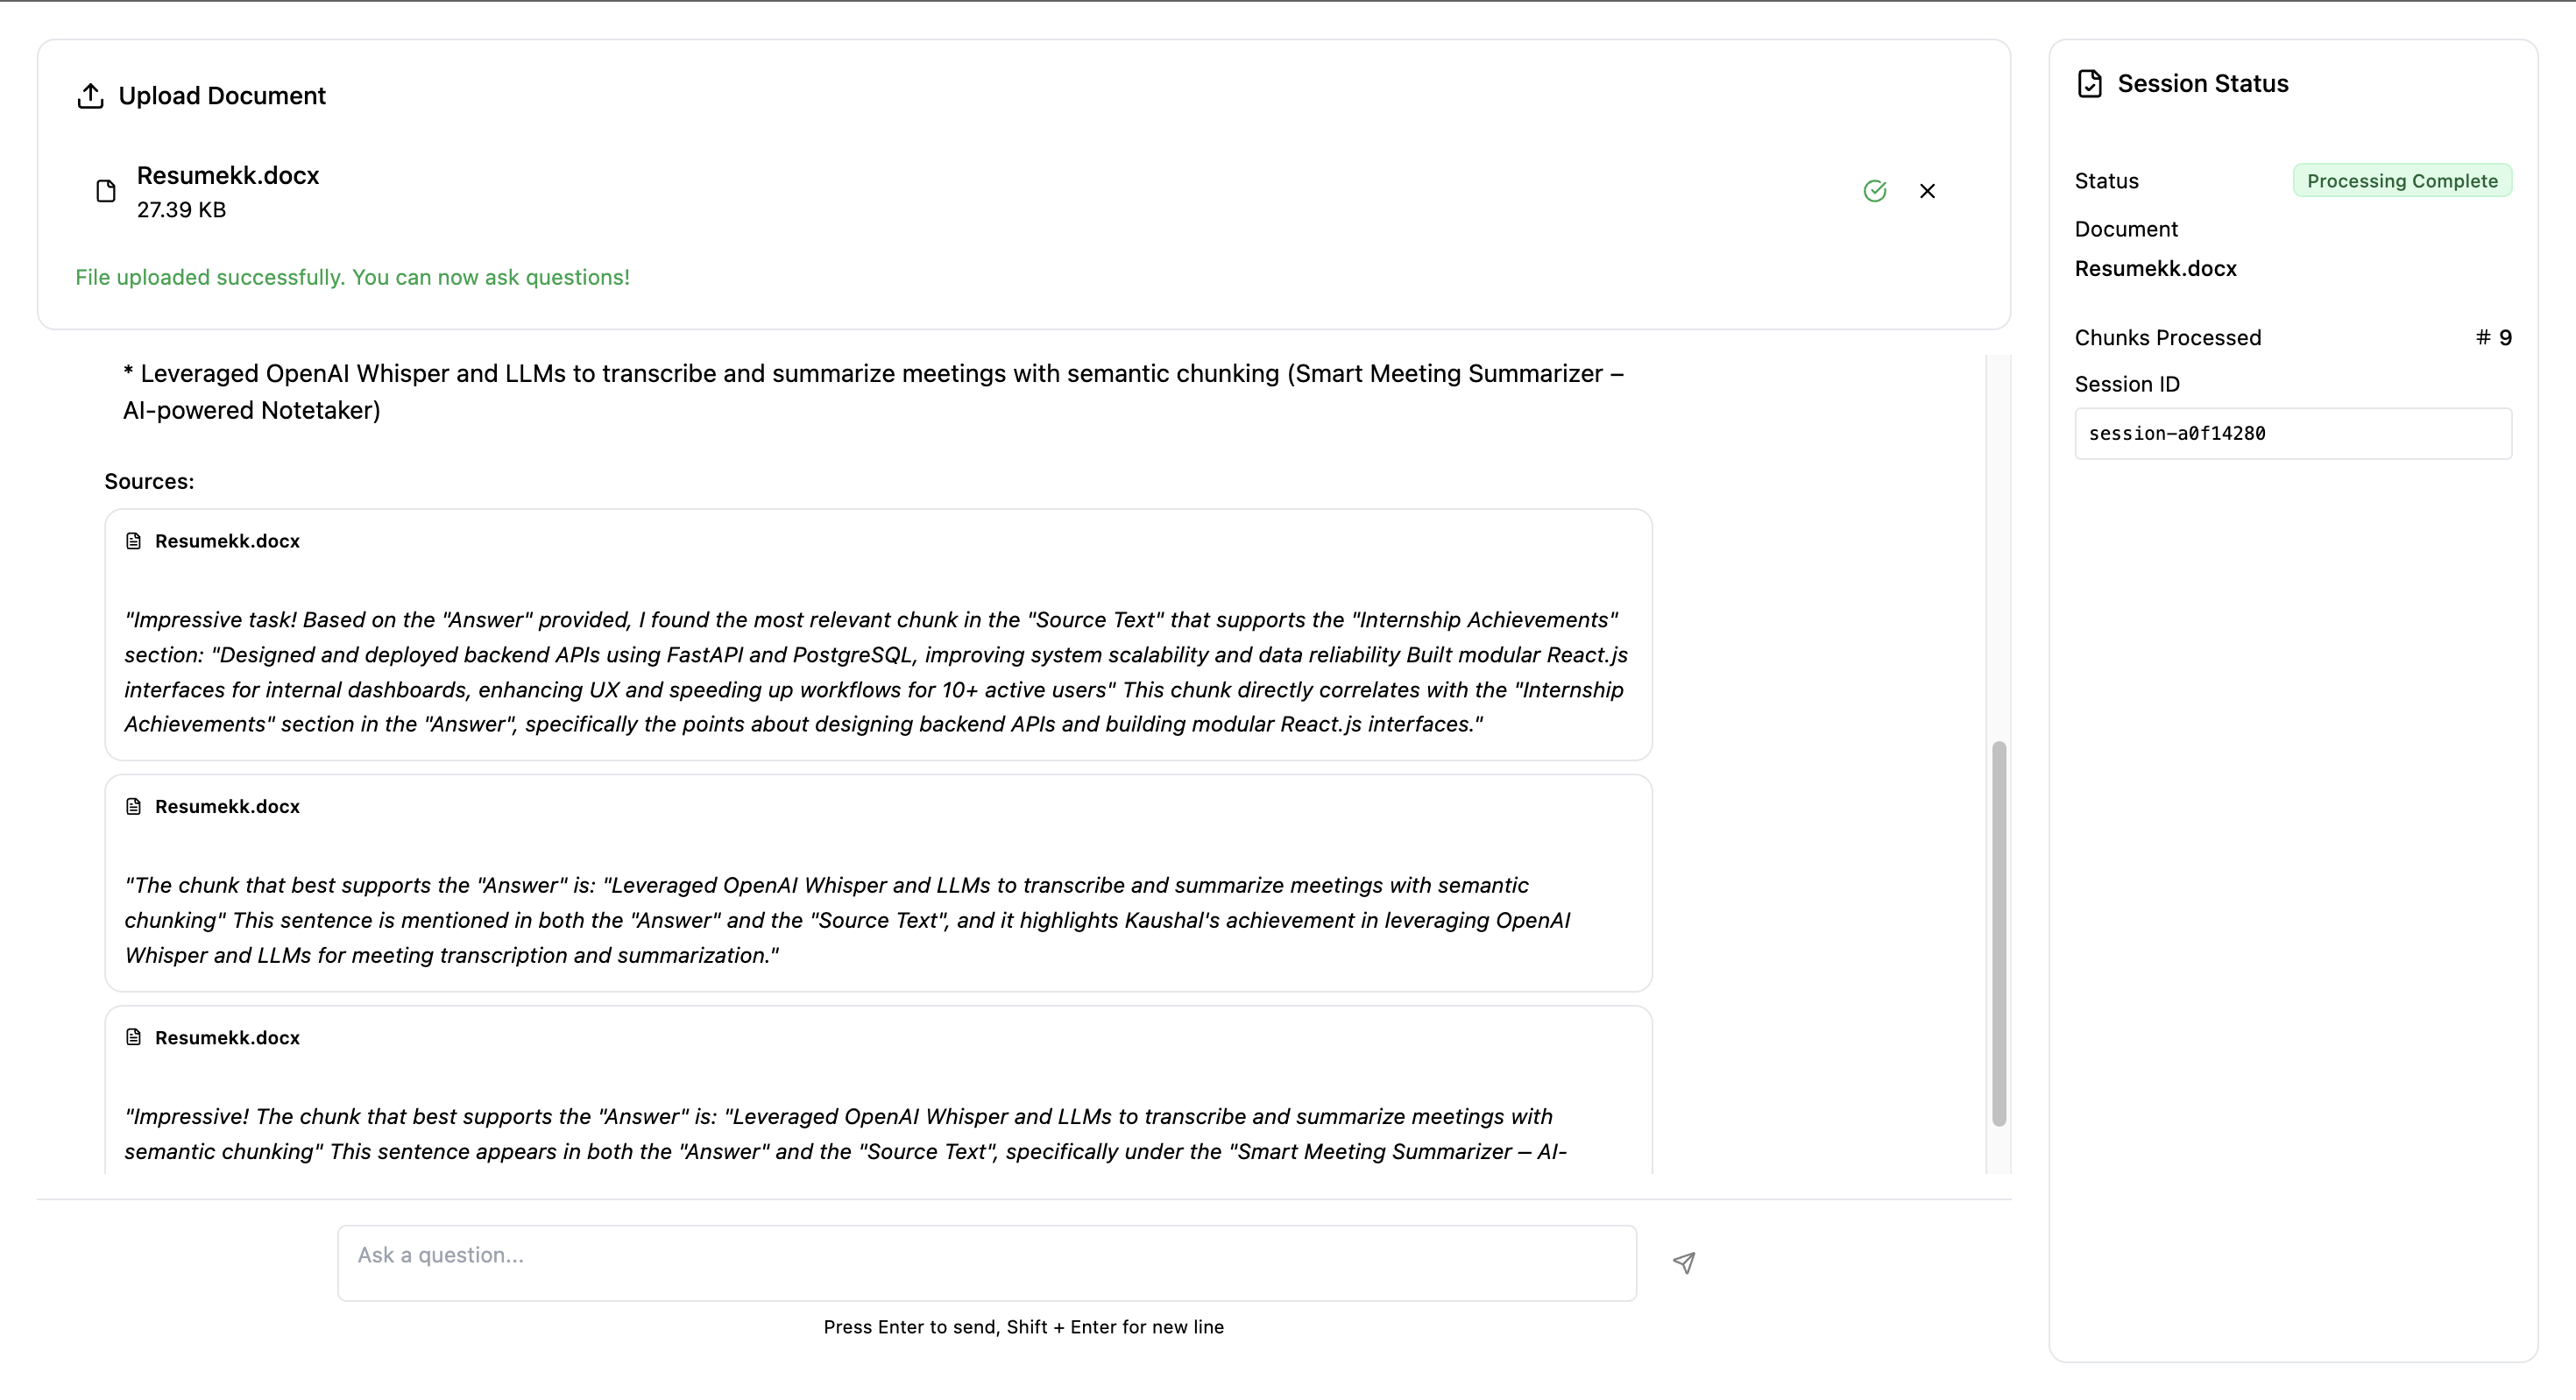 Upload Document
Resumekk.docx
27.39 KB
File uploaded successfully. You can now ask questions!
* Leveraged OpenAI Whisper and LLMs to transcribe and summarize meetings with semantic chunking (Smart Meeting Summarizer –
AI-powered Notetaker)
Sources:
Resumekk.docx
"Impressive task! Based on the "Answer" provided, I found the most relevant chunk in the "Source Text" that supports the "Internship Achievements"
section: "Designed and deployed backend APIs using FastAPI and PostgreSQL, improving system scalability and data reliability Built modular React.js
interfaces for internal dashboards, enhancing UX and speeding up workflows for 10+ active users" This chunk directly correlates with the "Internship
Achievements" section in the "Answer", specifically the points about designing backend APIs and building modular React.js interfaces."
Resumekk.docx
"The chunk that best supports the "Answer" is: "Leveraged OpenAI Whisper and LLMs to transcribe and summarize meetings with semantic
chunking" This sentence is mentioned in both the "Answer" and the "Source Text", and it highlights Kaushal's achievement in leveraging OpenAI
Whisper and LLMs for meeting transcription and summarization."
Resumekk.docx
"Impressive! The chunk that best supports the "Answer" is: "Leveraged OpenAI Whisper and LLMs to transcribe and summarize meetings with
semantic chunking" This sentence appears in both the "Answer" and the "Source Text", specifically under the "Smart Meeting Summarizer – AI-
Ask a question...
Press Enter to send, Shift + Enter for new line
Session Status
Status
Processing Complete
Document
Resumekk.docx
Chunks Processed
# 9
Session ID
session-a0f14280